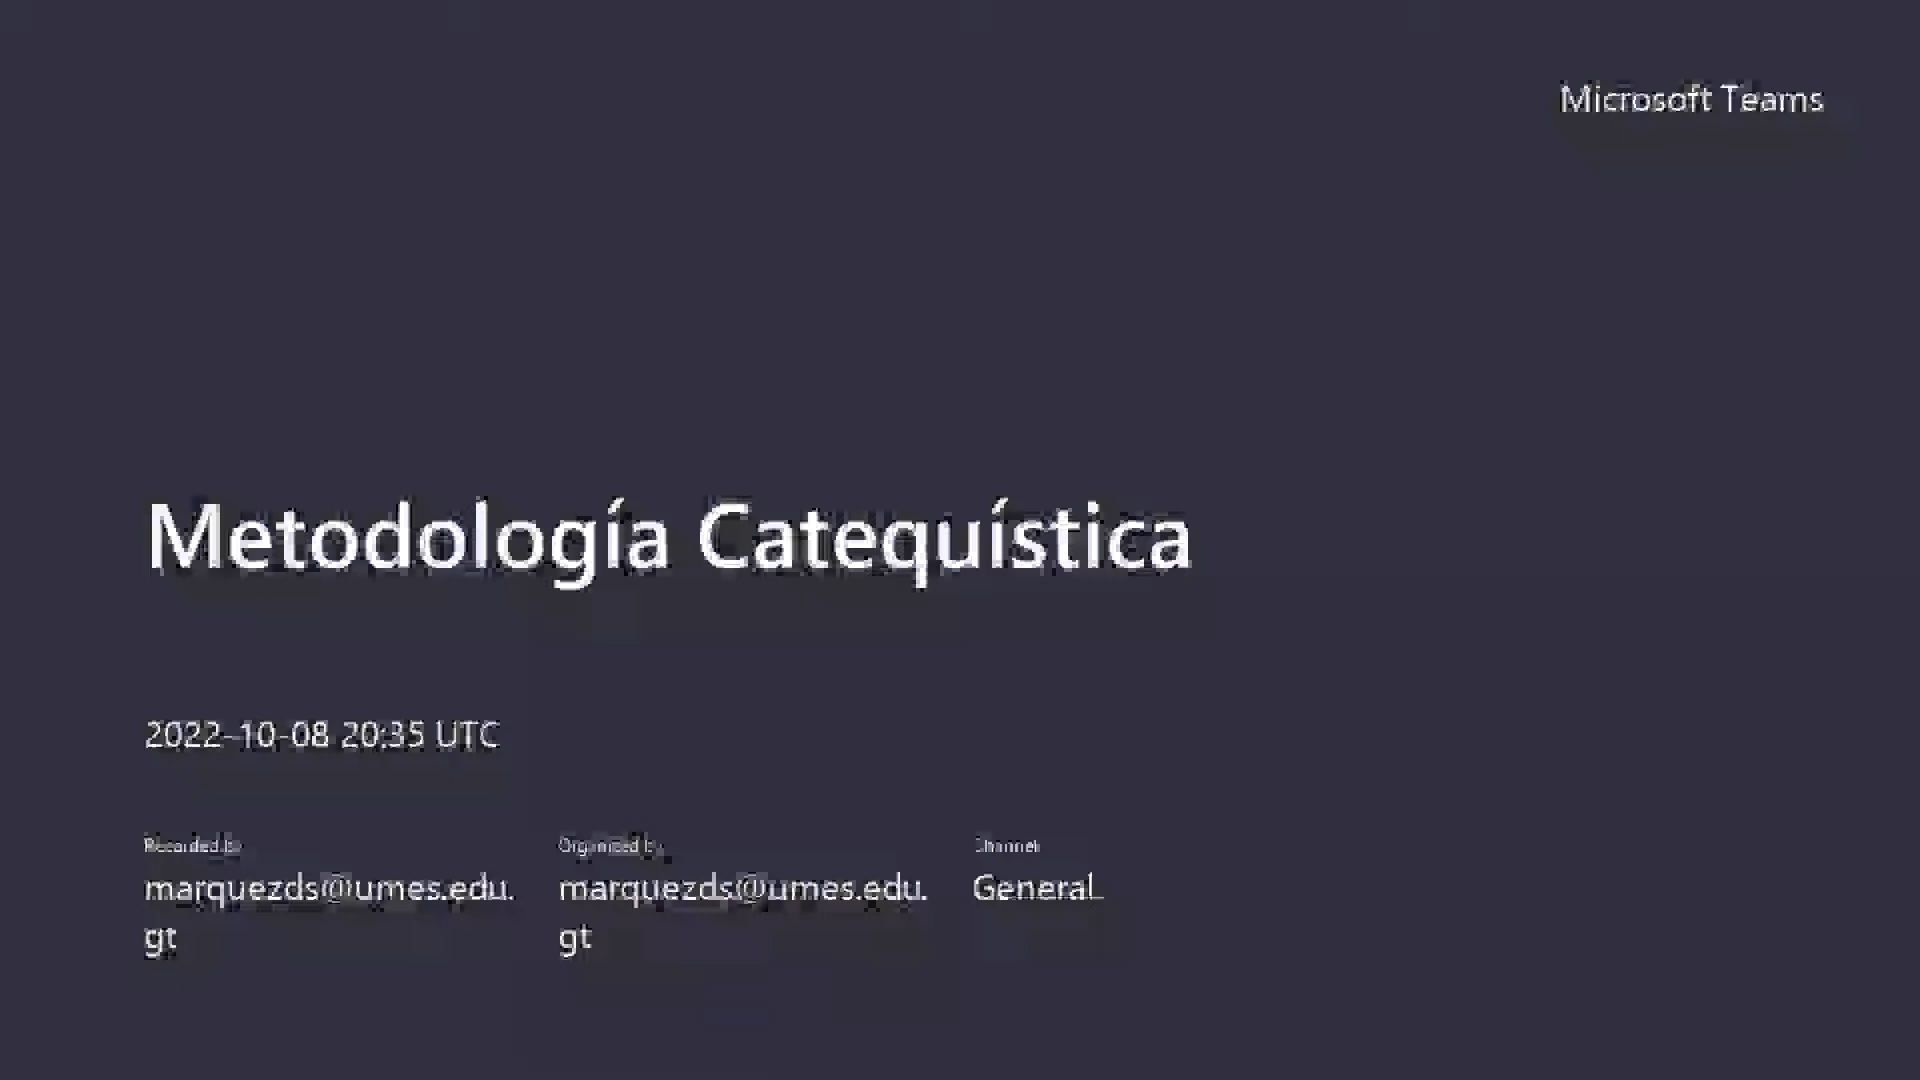 Microsoft Teams
Metodología Catequística
2022-10-08 20:35 UTC
Recorded by
Organized by
Channel
marquezds@umes.edu.
marquezds@umes.edu.
General
gt
gt